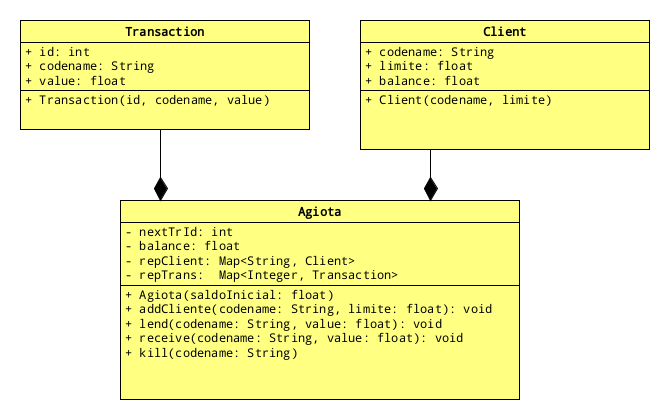 Transaction
+ id: int
+ codename: String
+ value: float
+ Transaction(id, codename, value)
Client
+ codename: String
+ limite: float
+ balance: float
+ Client(codename, limite)
Agiota
- nextTrId: int
- balance: float
- repClient: Map<String, Client>
- repTrans:  Map<Integer, Transaction>
+ Agiota(saldoInicial: float)
+ addCliente(codename: String, limite: float): void
+ lend(codename: String, value: float): void
+ receive(codename: String, value: float): void
+ kill(codename: String)